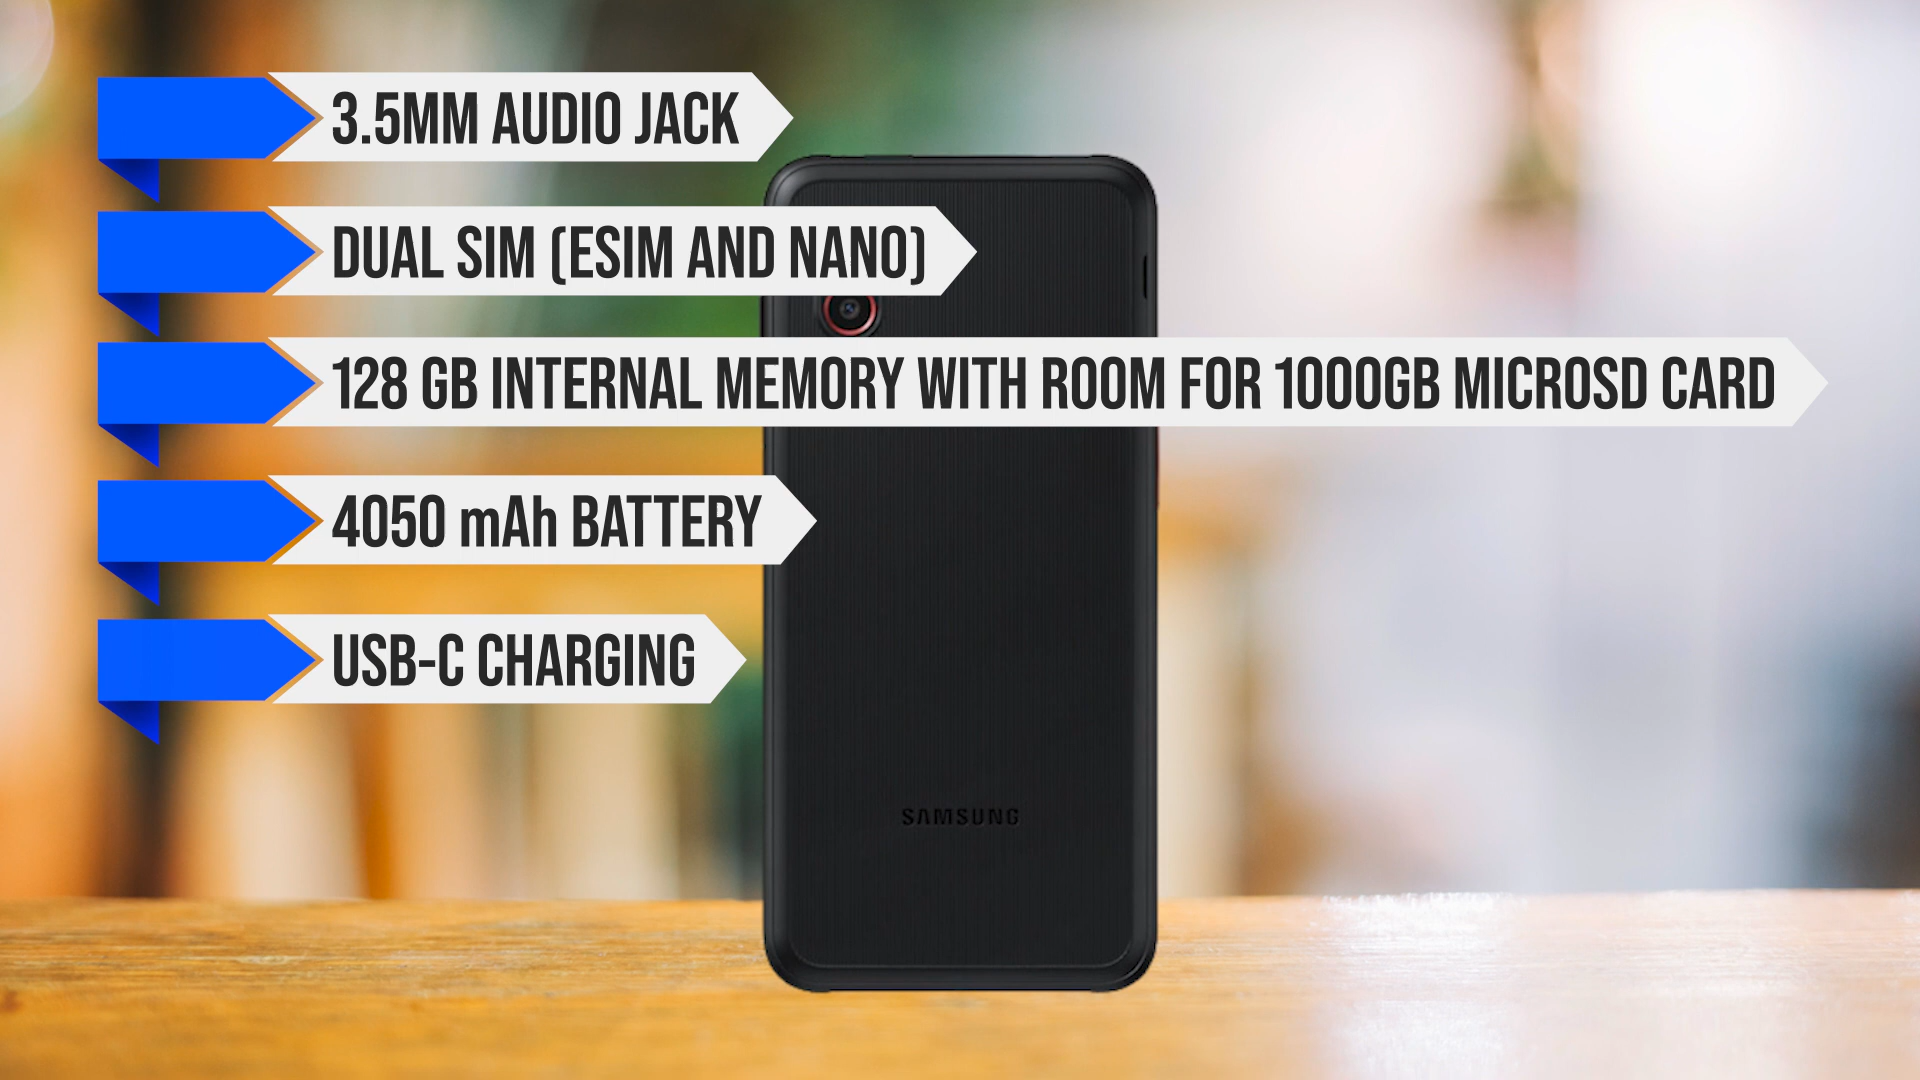 3.5MM AUDIO JACK
DUAL SIM (ESIM AND NANO)
128 GB INTERNAL MEMORY WITH ROOM FOR 1000GB MICROSD CARD
4050 mAh BATTERY
USB-C CHARGING
SAMSUNG